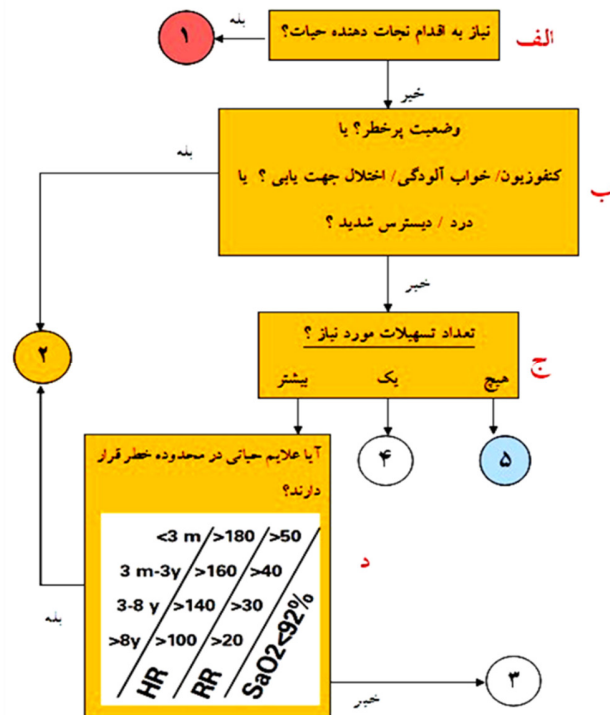 الف
نیاز به اقدام نجات دهنده حیات؟
بله
۱
خیر
ب
وضعیت پرخطر؟ یا
کنفوزیون/ خواب آلودگی/ اختلال جهت یابی ؟ یا
درد / دیسترس شدید ؟
بله
خیر
۲
ج
تعداد تسهیلات مورد نیاز ؟
هیچ یک بیشتر
۵
۴
د
آیا علایم حیاتی در محدوده خطر قرار
دارند؟
<3 m >180 >50
3 m-3y >160 >40
3-8 y >140 >30
>8y >100 >20
HR RR SaO2<92%
بله
خیر
۳